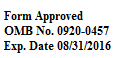 Form Approved
OMB No. 0920-0457
Exp. Date 08/31/2016